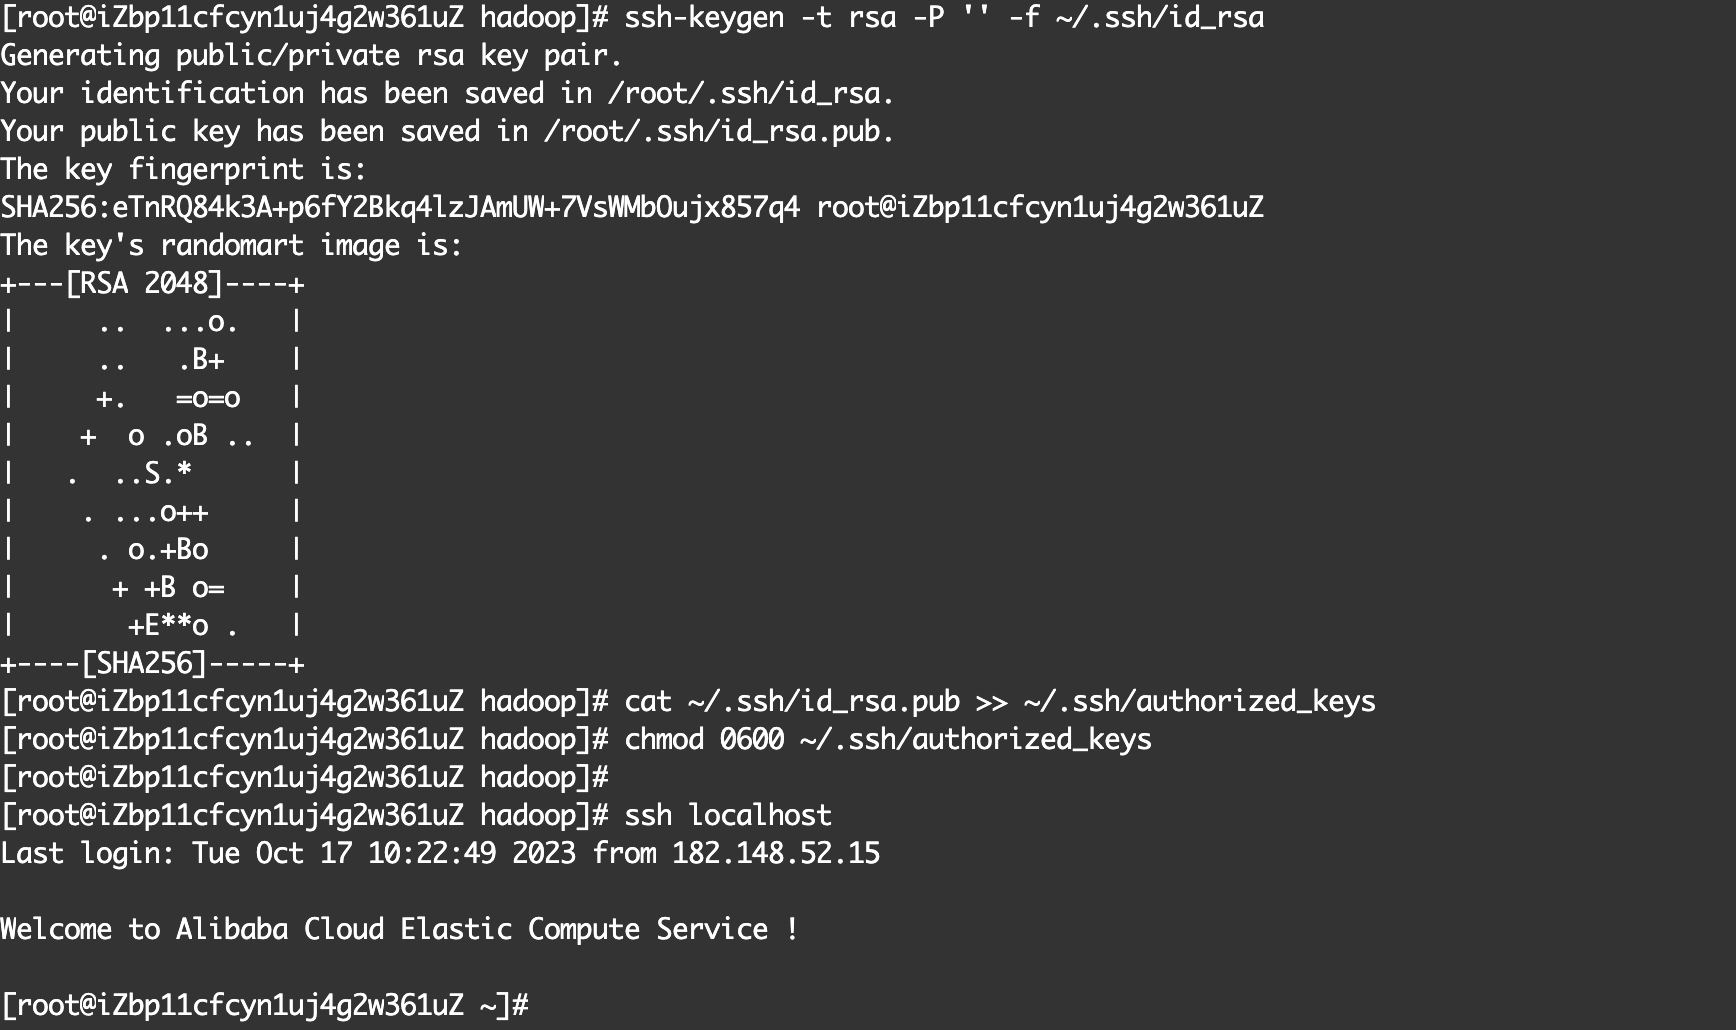 [root@iZbp11cfcyn1uj4g2w361uZ hadoop]# ssh-keygen -t rsa -P '' -f ~/.ssh/id_rsa
Generating public/private rsa key pair.
Your identification has been saved in /root/.ssh/id_rsa.
Your public key has been saved in /root/.ssh/id_rsa.pub.
The key fingerprint is:
SHA256:eTnRQ84k3A+p6fY2Bkq4lzJAmUW+7VsWMbOujx857q4 root@iZbp11cfcyn1uj4g2w361uZ
The key's randomart image is:
+---[RSA 2048]----+
|     ..  ...o.   |
|     ..   .B+    |
|     +.   =o=o   |
|    +  o .oB ..  |
|   .  ..S.*      |
|    . ...o++     |
|     . o.+Bo     |
|      + +B o=    |
|       +E**o .   |
+----[SHA256]-----+
[root@iZbp11cfcyn1uj4g2w361uZ hadoop]# cat ~/.ssh/id_rsa.pub >> ~/.ssh/authorized_keys
[root@iZbp11cfcyn1uj4g2w361uZ hadoop]# chmod 0600 ~/.ssh/authorized_keys
[root@iZbp11cfcyn1uj4g2w361uZ hadoop]#
[root@iZbp11cfcyn1uj4g2w361uZ hadoop]# ssh localhost
Last login: Tue Oct 17 10:22:49 2023 from 182.148.52.15
Welcome to Alibaba Cloud Elastic Compute Service !
[root@iZbp11cfcyn1uj4g2w361uZ ~]#